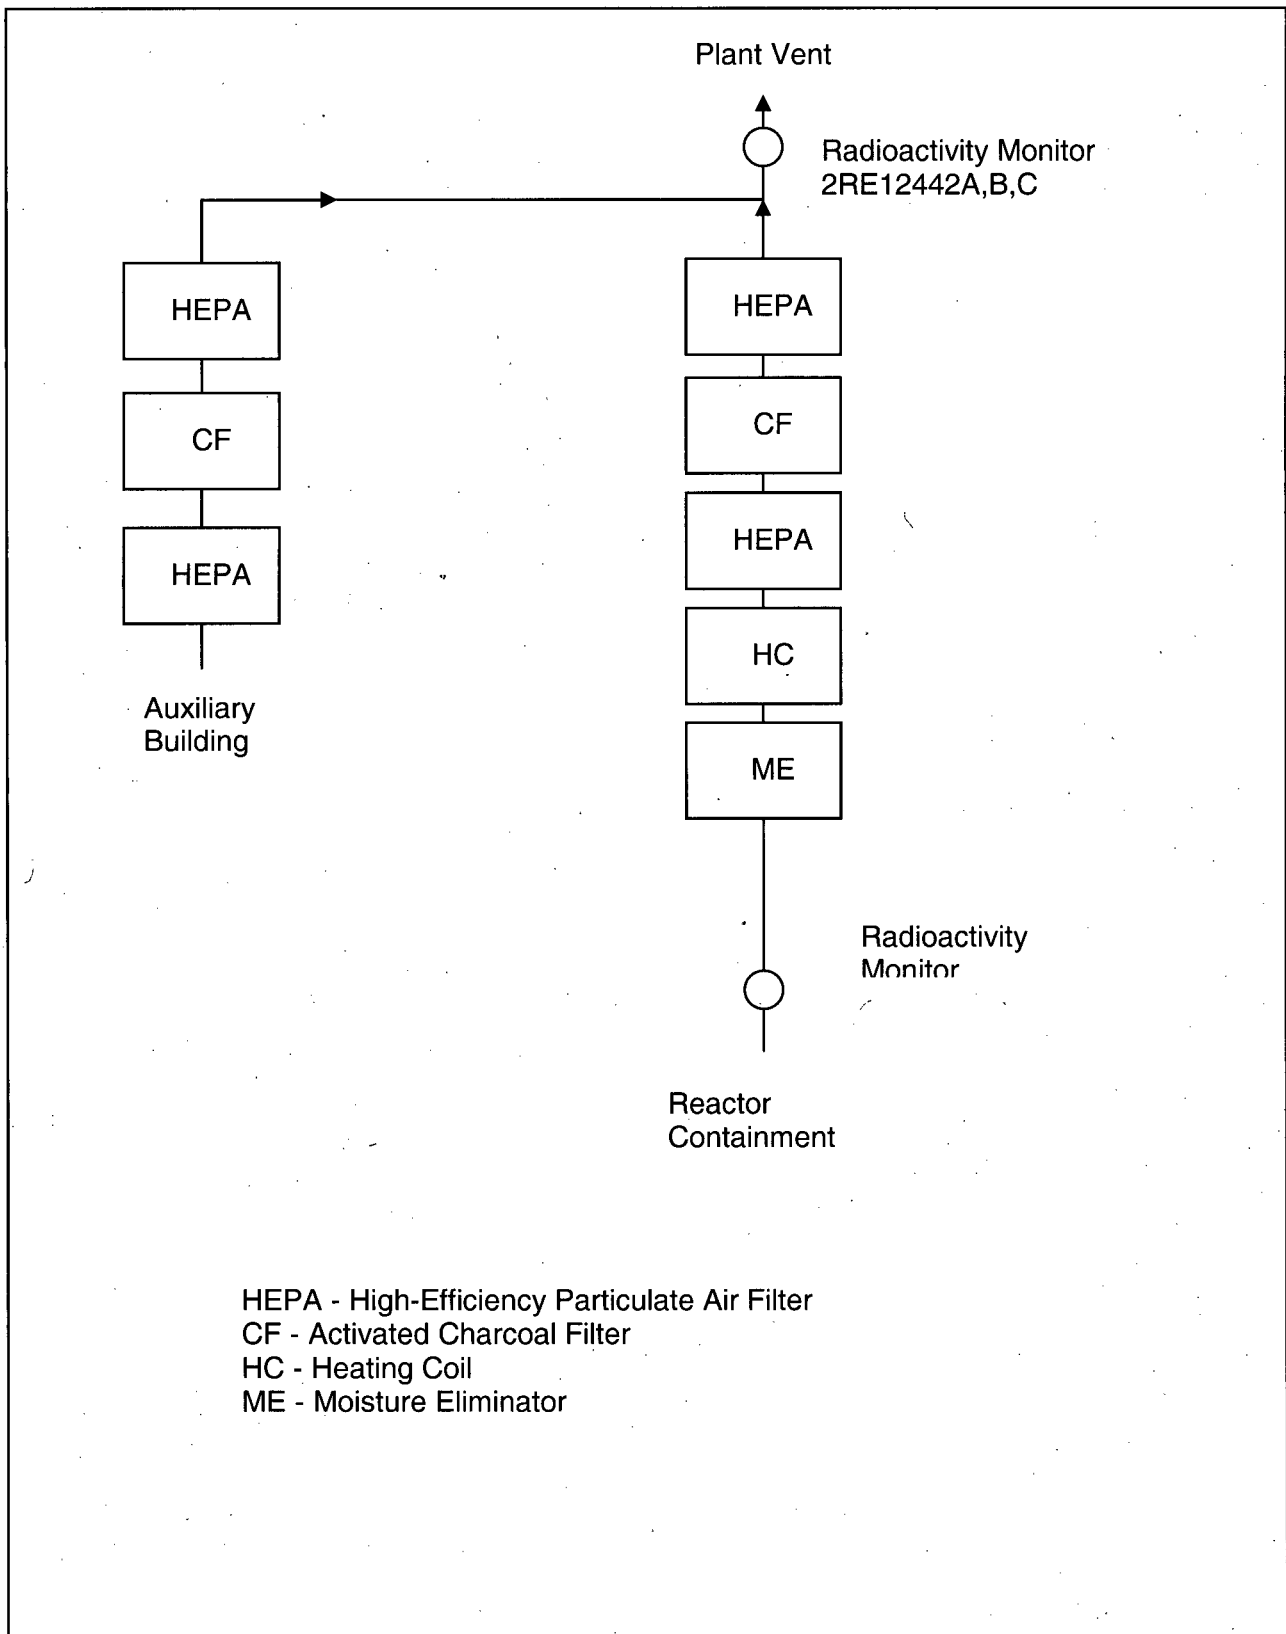 Plant Vent
Radioactivity Monitor
2RE12442A,B,C
HEPA
HEPA
CF
CF
HEPA
HEPA
HC
Auxiliary
Building
ME
Radioactivity
Monitor
Reactor
Containment
HEPA - High-Efficiency Particulate Air Filter
CF - Activated Charcoal Filter
HC - Heating Coil
ME - Moisture Eliminator